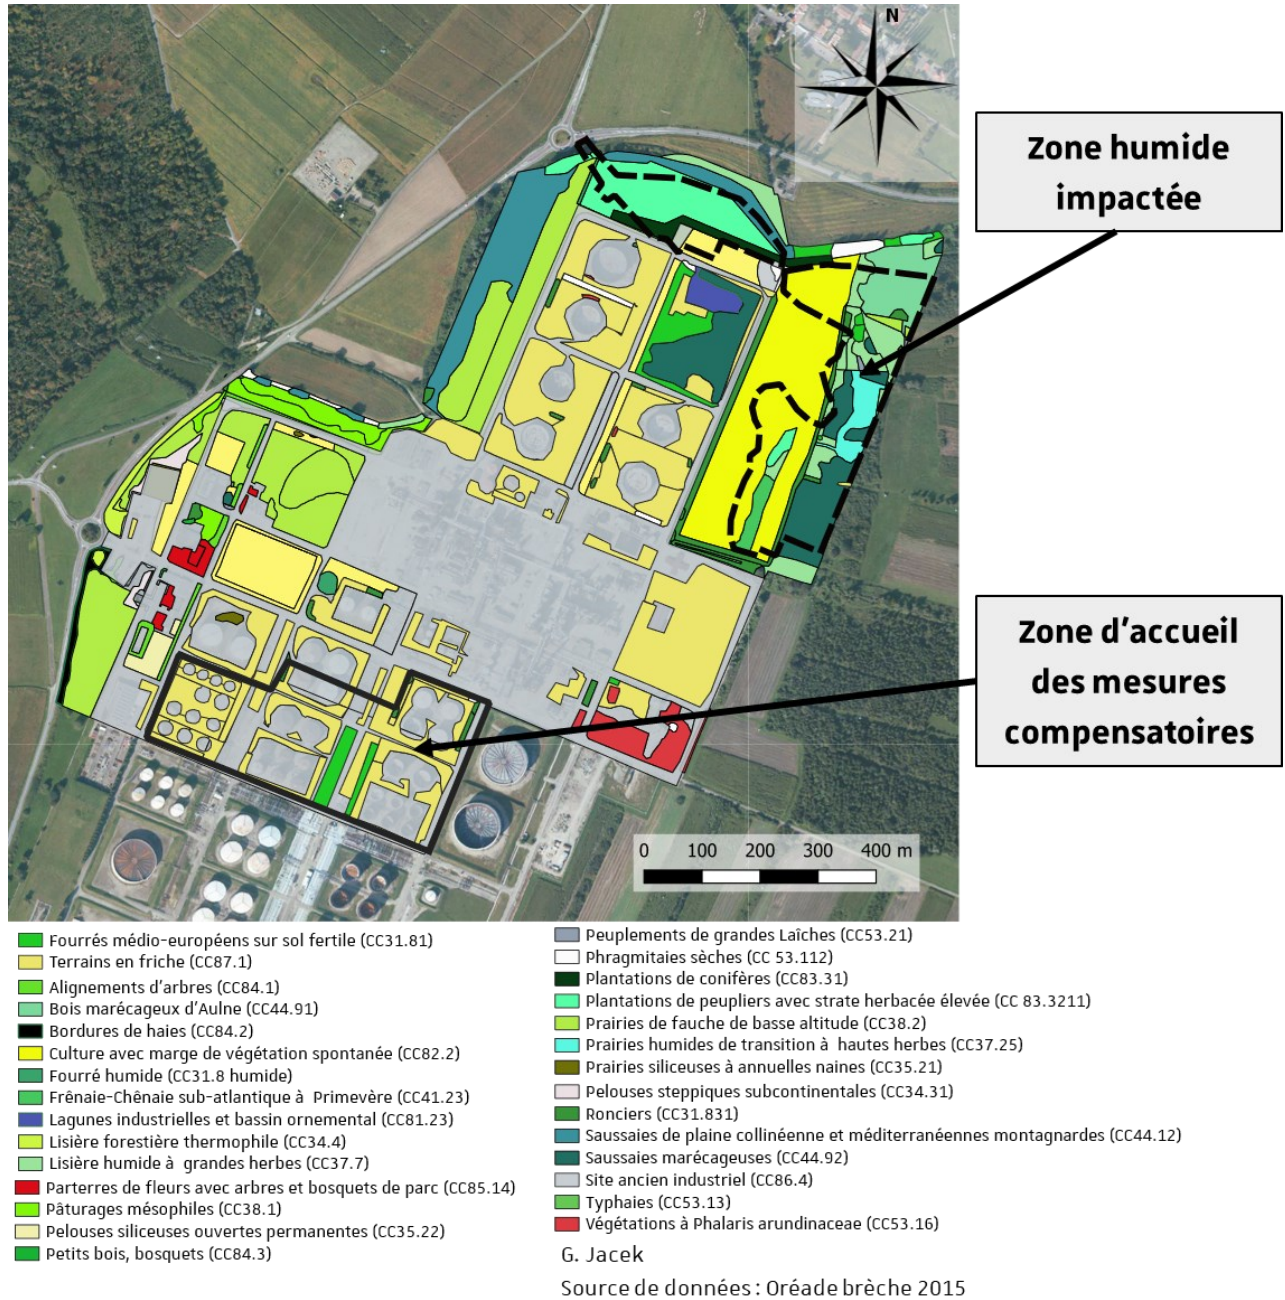 N
Zone humide
impactée
Zone d'accueil
des mesures
compensatoires
0 100 200 300 400 m
Fourrés médio-européens sur sol fertile (CC31.81)
Terrains en friche (CC87.1)
Alignements d'arbres (CC84.1)
Bois marécageux d'Aulne (CC44.91)
Bordures de haies (CC84.2)
Culture avec marge de végétation spontanée (CC82.2)
Fourré humide (CC31.8 humide)
Frênaie-Chênaie sub-atlantique à Primevère (CC41.23)
Lagunes industrielles et bassin ornemental (CC81.23)
Lisière forestière thermophile (CC34.4)
Lisière humide à grandes herbes (CC37.7)
Parterres de fleurs avec arbres et bosquets de parc (CC85.14)
Pâturages mésophiles (CC38.1)
Pelouses siliceuses ouvertes permanentes (CC35.22)
Petits bois, bosquets (CC84.3)
Peuplements de grandes Laîches (CC53.21)
Phragmitaies sèches (CC 53.112)
Plantations de conifères (CC83.31)
Plantations de peupliers avec strate herbacée élevée (CC 83.3211)
Prairies de fauche de basse altitude (CC38.2)
Prairies humides de transition à hautes herbes (CC37.25)
Prairies siliceuses à annuelles naines (CC35.21)
Pelouses steppiques subcontinentales (CC34.31)
Ronciers (CC31.831)
Saussaies de plaine collinéenne et méditerranéennes montagnardes (CC44.12)
Saussaies marécageuses (CC44.92)
Site ancien industriel (CC86.4)
Typhaies (CC53.13)
Végétations à Phalaris arundinaceae (CC53.16)
G. Jacek
Source de données : Oréade brèche 2015